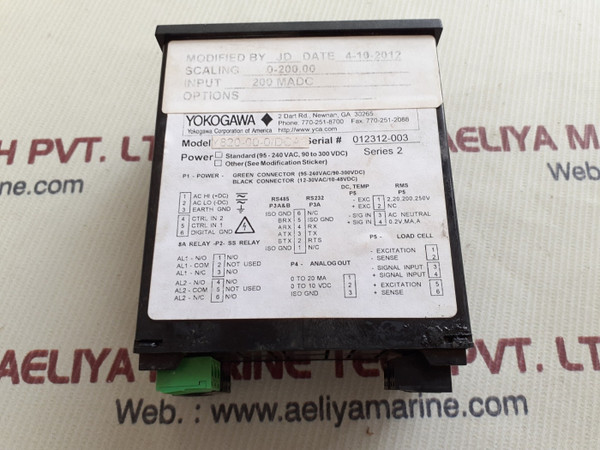 MODIFIED BY JD DATE 4-19-2012
SCALING 0-200.00
INPUT 200 MADC
OPTIONS
YOKOGAWA
Yokogawa Corporation of America
2 Dart Rd., Newnan, GA 30265
Phone: 770-251-8700 Fax: 770-251-2088
http://www.yca.com
Model Serial # 012312-003
Power Standard (95 - 240 VAC, 90 to 300 VDC) Series 2
Other (See Modification Sticker)
P1 - POWER - GREEN CONNECTOR (95-240VAC/90-300VDC)
BLACK CONNECTOR (12-30VAC/10-48VDC)
1 AC HI (+DC)
2 AC LO (-DC)
3 EARTH GND
4 CTRL IN 2
5 CTRL IN 1
6 DIGITAL GND
RS485 RS232
P3A&B P3A
ISO GND 6 N/C
BRX 5 RXD
ARX 4 ISO GND
BTX 3 TXD
ATX 2 RTS
ISO GND 1 N/C
DC, TEMP RMS
P5 P5
- EXC 1 2,20,200,256V
+ EXC 2 N/C
- SIG IN 3 AC NEUTRAL
+ SIG IN 4 0.2V,MA,A
8A RELAY -P2- SS RELAY
AL1 - N/O 1 N/O
AL1 - COM 2 NOT USED
AL1 - N/C 3 N/O
AL2 - N/O 4 N/O
AL2 - COM 5 NOT USED
AL2 - N/C 6 N/O
P4 - ANALOG OUT
0 TO 20 MA 1
0 TO 10 VDC 2
ISO GND 3
P5 - LOAD CELL
- EXCITATION 1
- SENSE 2
- SIGNAL INPUT 3
+ SIGNAL INPUT 4
+ EXCITATION 5
+ SENSE 6
AELIYA MARINE TECH PVT. LTD
Web. : www.aeliyamarine.com